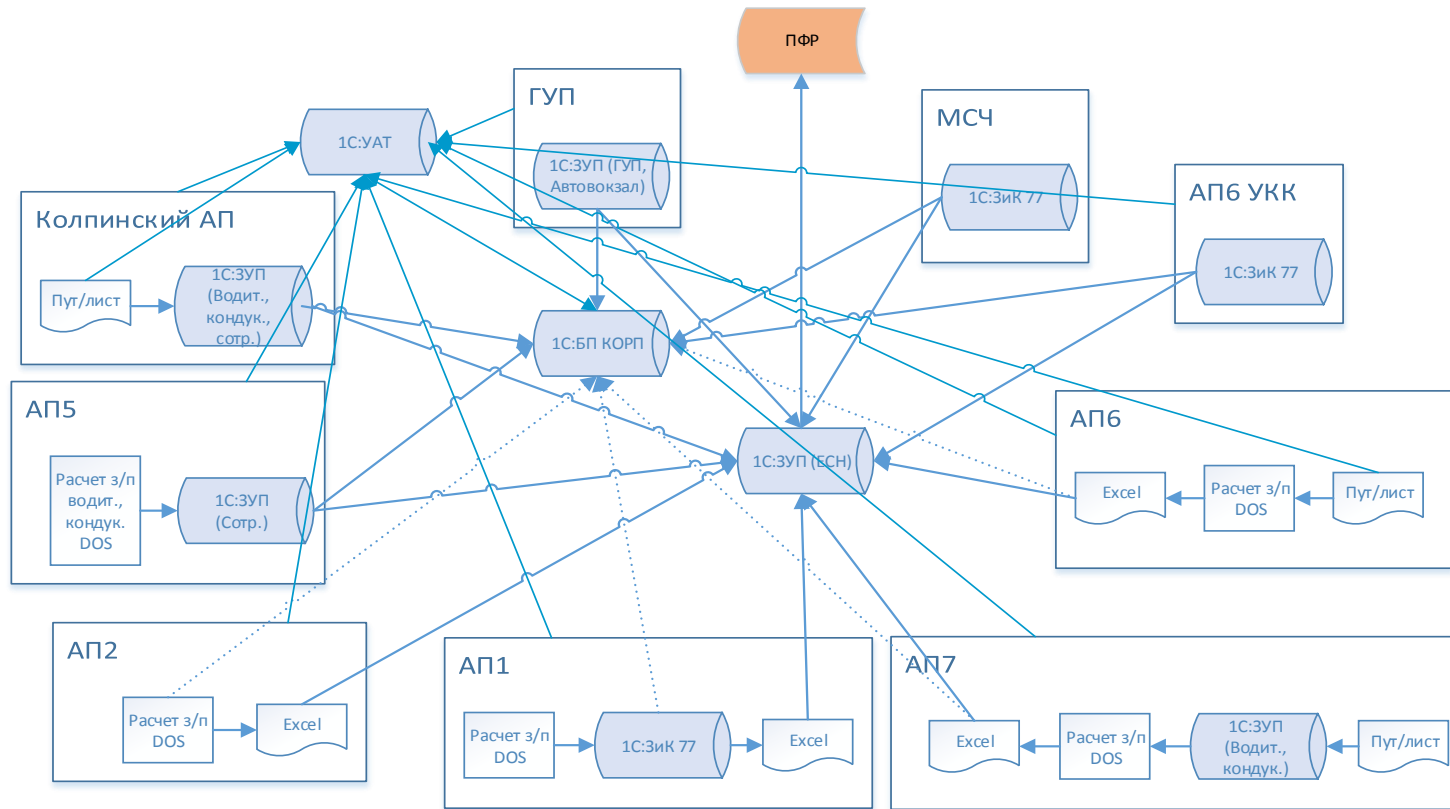 ПФР
ГУП
1С:ЗУП (ГУП,
Автовокзал)
МСЧ
1С:ЗиК 77
1С:УАТ
АП6 УКК
1С:ЗиК 77
Колпинский АП
Пут/лист
1С:ЗУП
(Водит.,
кондук.,
сотр.)
1С:БП КОРП
АП5
Расчет з/п
водит.,
кондук.
DOS
1С:ЗУП
(Сотр.)
1С:ЗУП (ЕСН)
АП6
Excel
Расчет з/п
DOS
Пут/лист
АП2
Расчет з/п
DOS
Excel
АП1
Расчет з/п
DOS
1С:ЗиК 77
Excel
АП7
Excel
Расчет з/п
DOS
1С:ЗУП
(Водит.,
кондук.)
Пут/лист